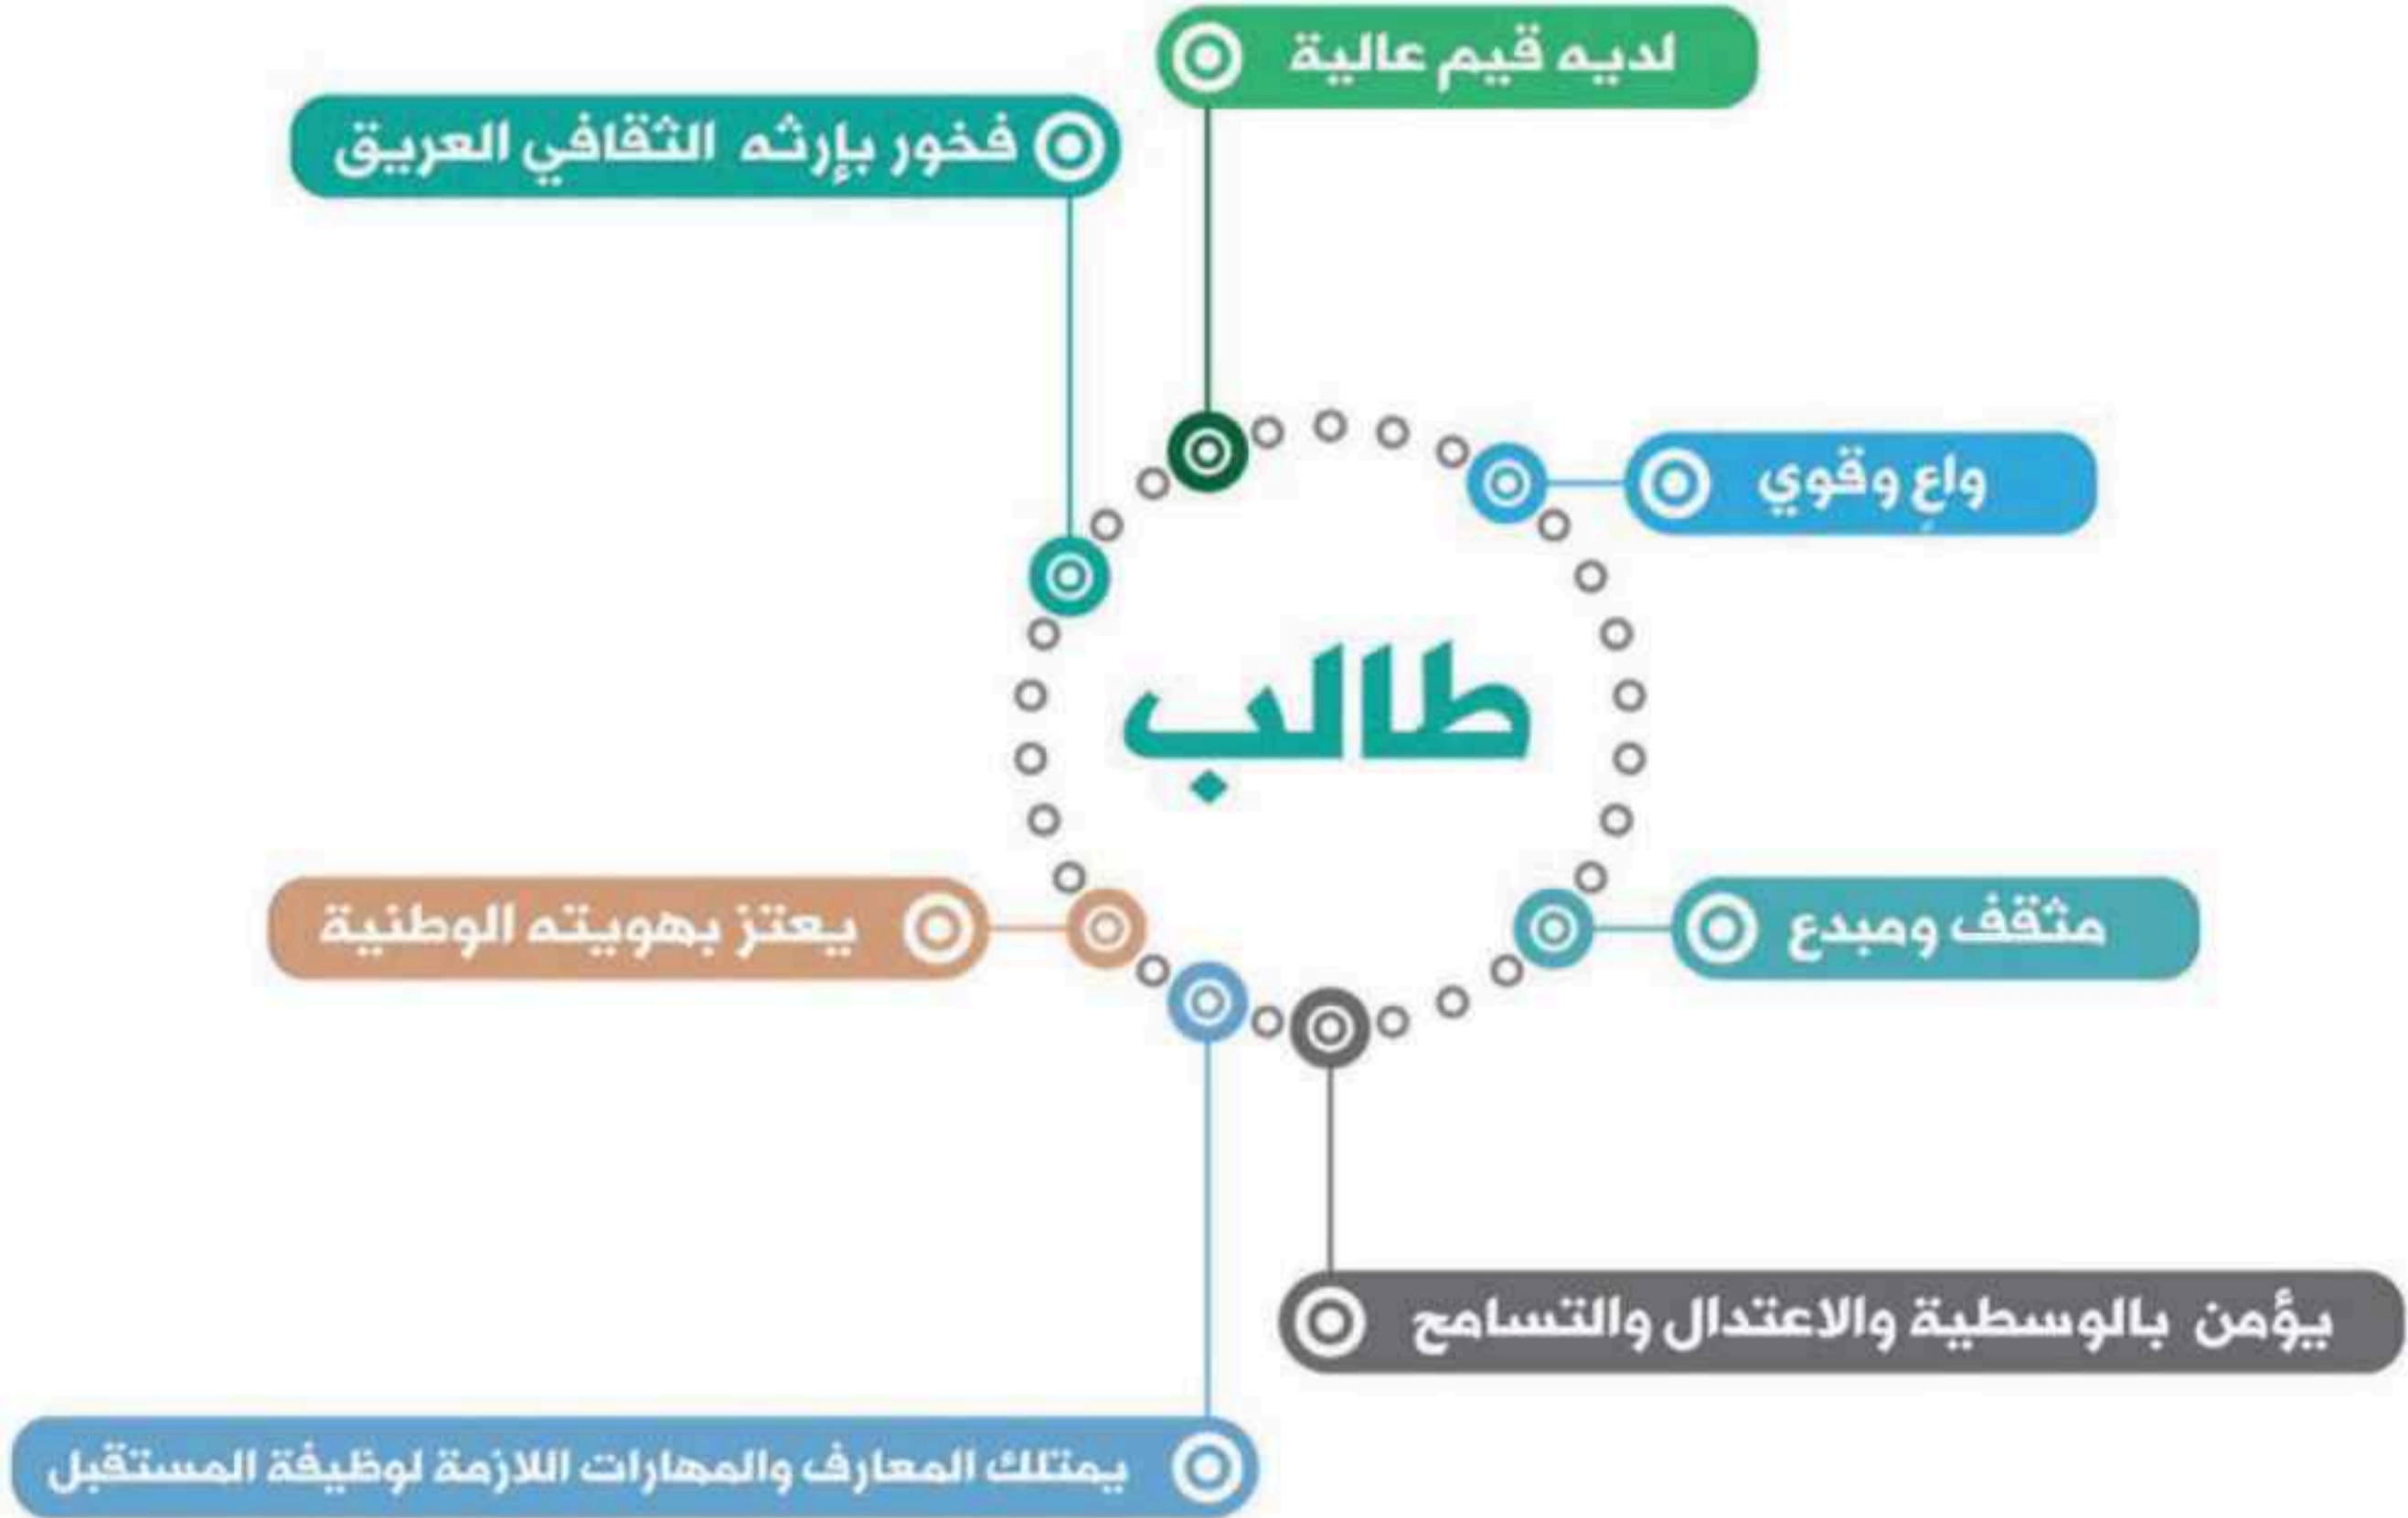 لديه قيم عالية
فخور بإرثه الثقافي العريق
واعٍ وقوي
طالب
مثقف ومبدع
يعتز بهويته الوطنية
يؤمن بالوسطية والاعتدال والتسامح
يمتلك المعارف والمهارات اللازمة لوظيفة المستقبل